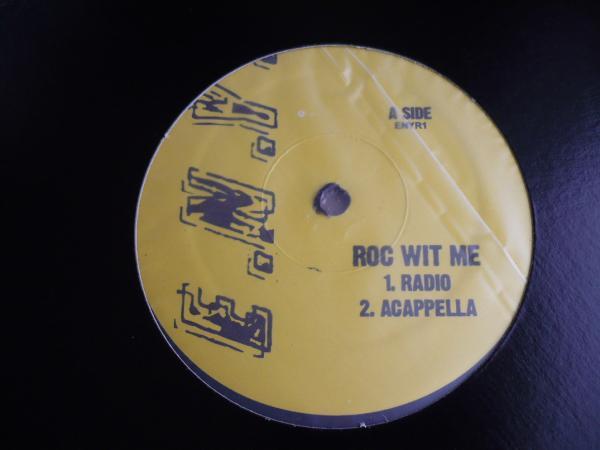 E.N.Y.
A SIDE
ENYR1
ROC WIT ME
1. RADIO
2. ACAPPELLA